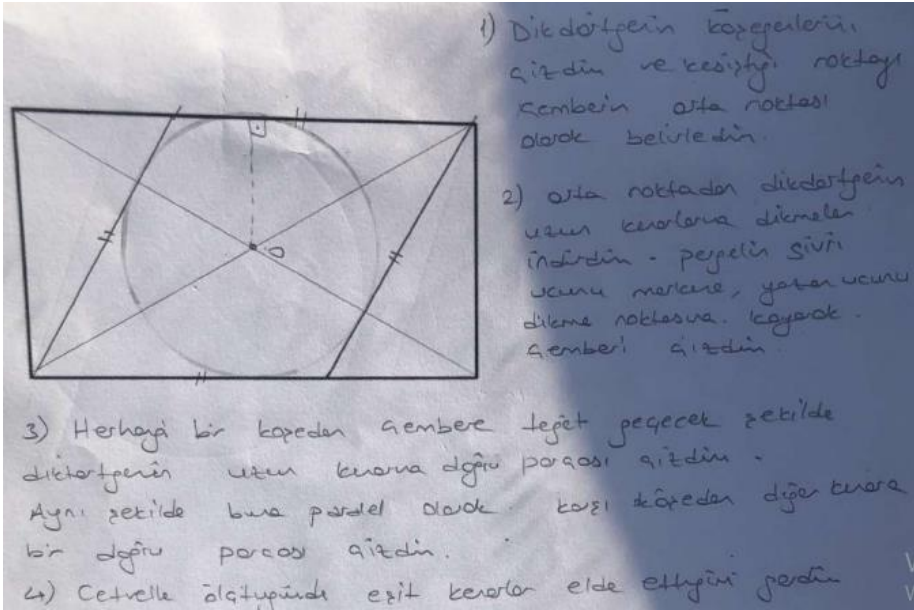 1) Dikdörtgenin köşegenlerini
çizdim ve kesiştiği noktayı
çemberin orta noktası
olarak belirledim.
2) orta noktadan dikdörtgenin
uzun kenarlarına dikmeler
indirdim. pergelin sivri
ucunu merkeze, yazan ucunu
dikme noktasına koyarak
çemberi çizdim.
O
3) Herhangi bir köşeden çembere teğet geçecek şekilde
diktörtgenin uzun kenarına doğru parçası çizdim.
Aynı şekilde buna paralel olarak karşı köşeden diğer kenara
bir doğru parçası çizdim.
4) Cetvelle ölçtüğümde eşit kenarlar elde ettiğimi gördüm